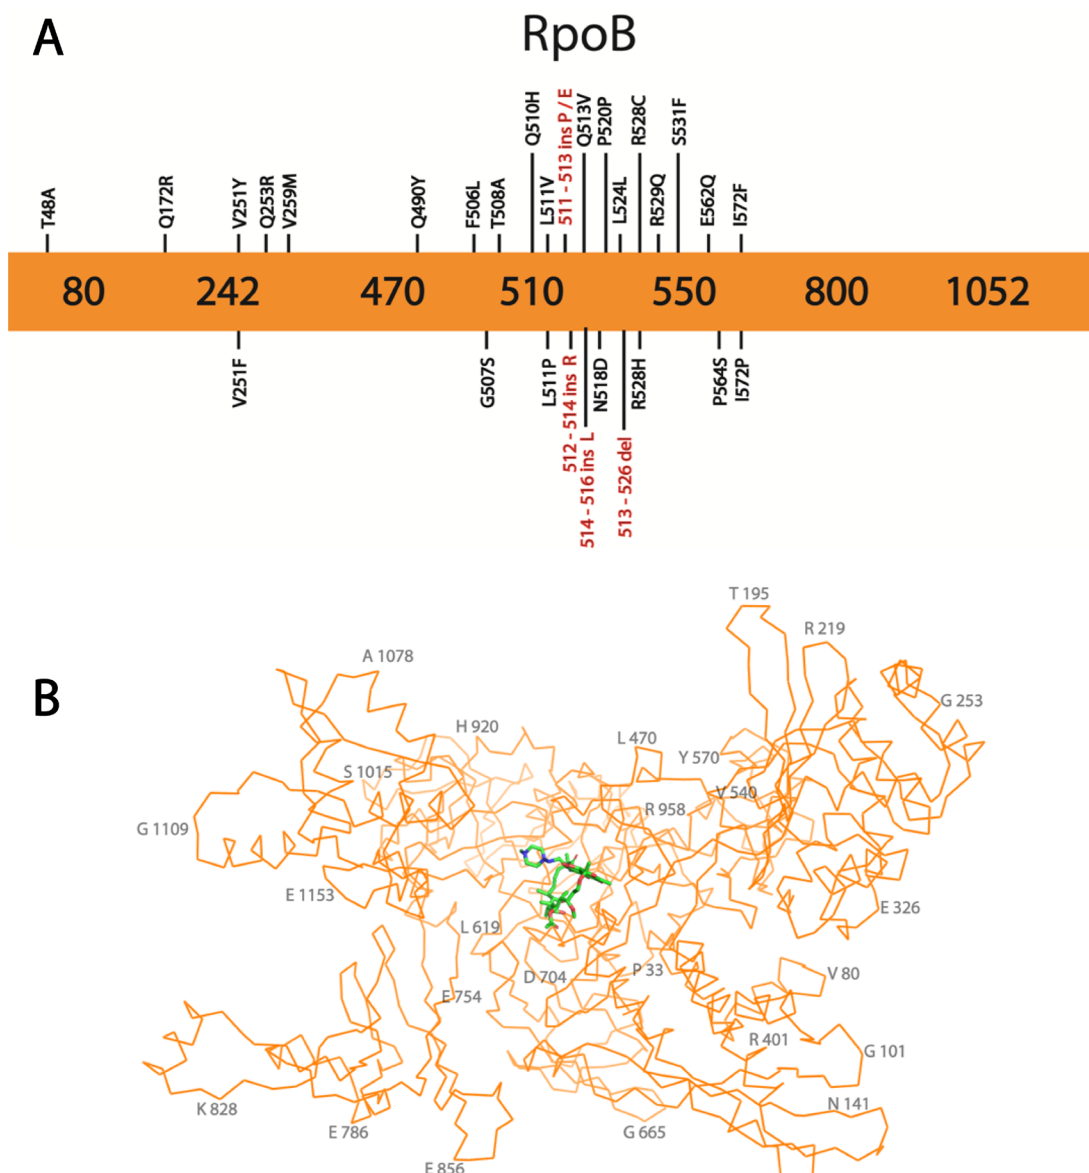 A
RpoB
T48A
Q172R
V251Y
Q253R
V259M
Q490Y
F506L
T508A
Q510H
L511V
511 - 513 ins P / E
Q513V
P520P
L524L
R528C
R529Q
S531F
E562Q
I572F
80 242 470 510 550 800 1052
V251F
G507S
L511P
512 - 514 ins R
514 - 516 ins L
N518D
513 - 526 del
R528H
P564S
I572P
B
T 195
R 219
A 1078
G 253
H 920
L 470
Y 570
S 1015
V 540
R 958
G 1109
E 1153
E 326
L 619
D 704
P 33
V 80
E 754
R 401
G 101
K 828
N 141
E 786
G 665
E 856